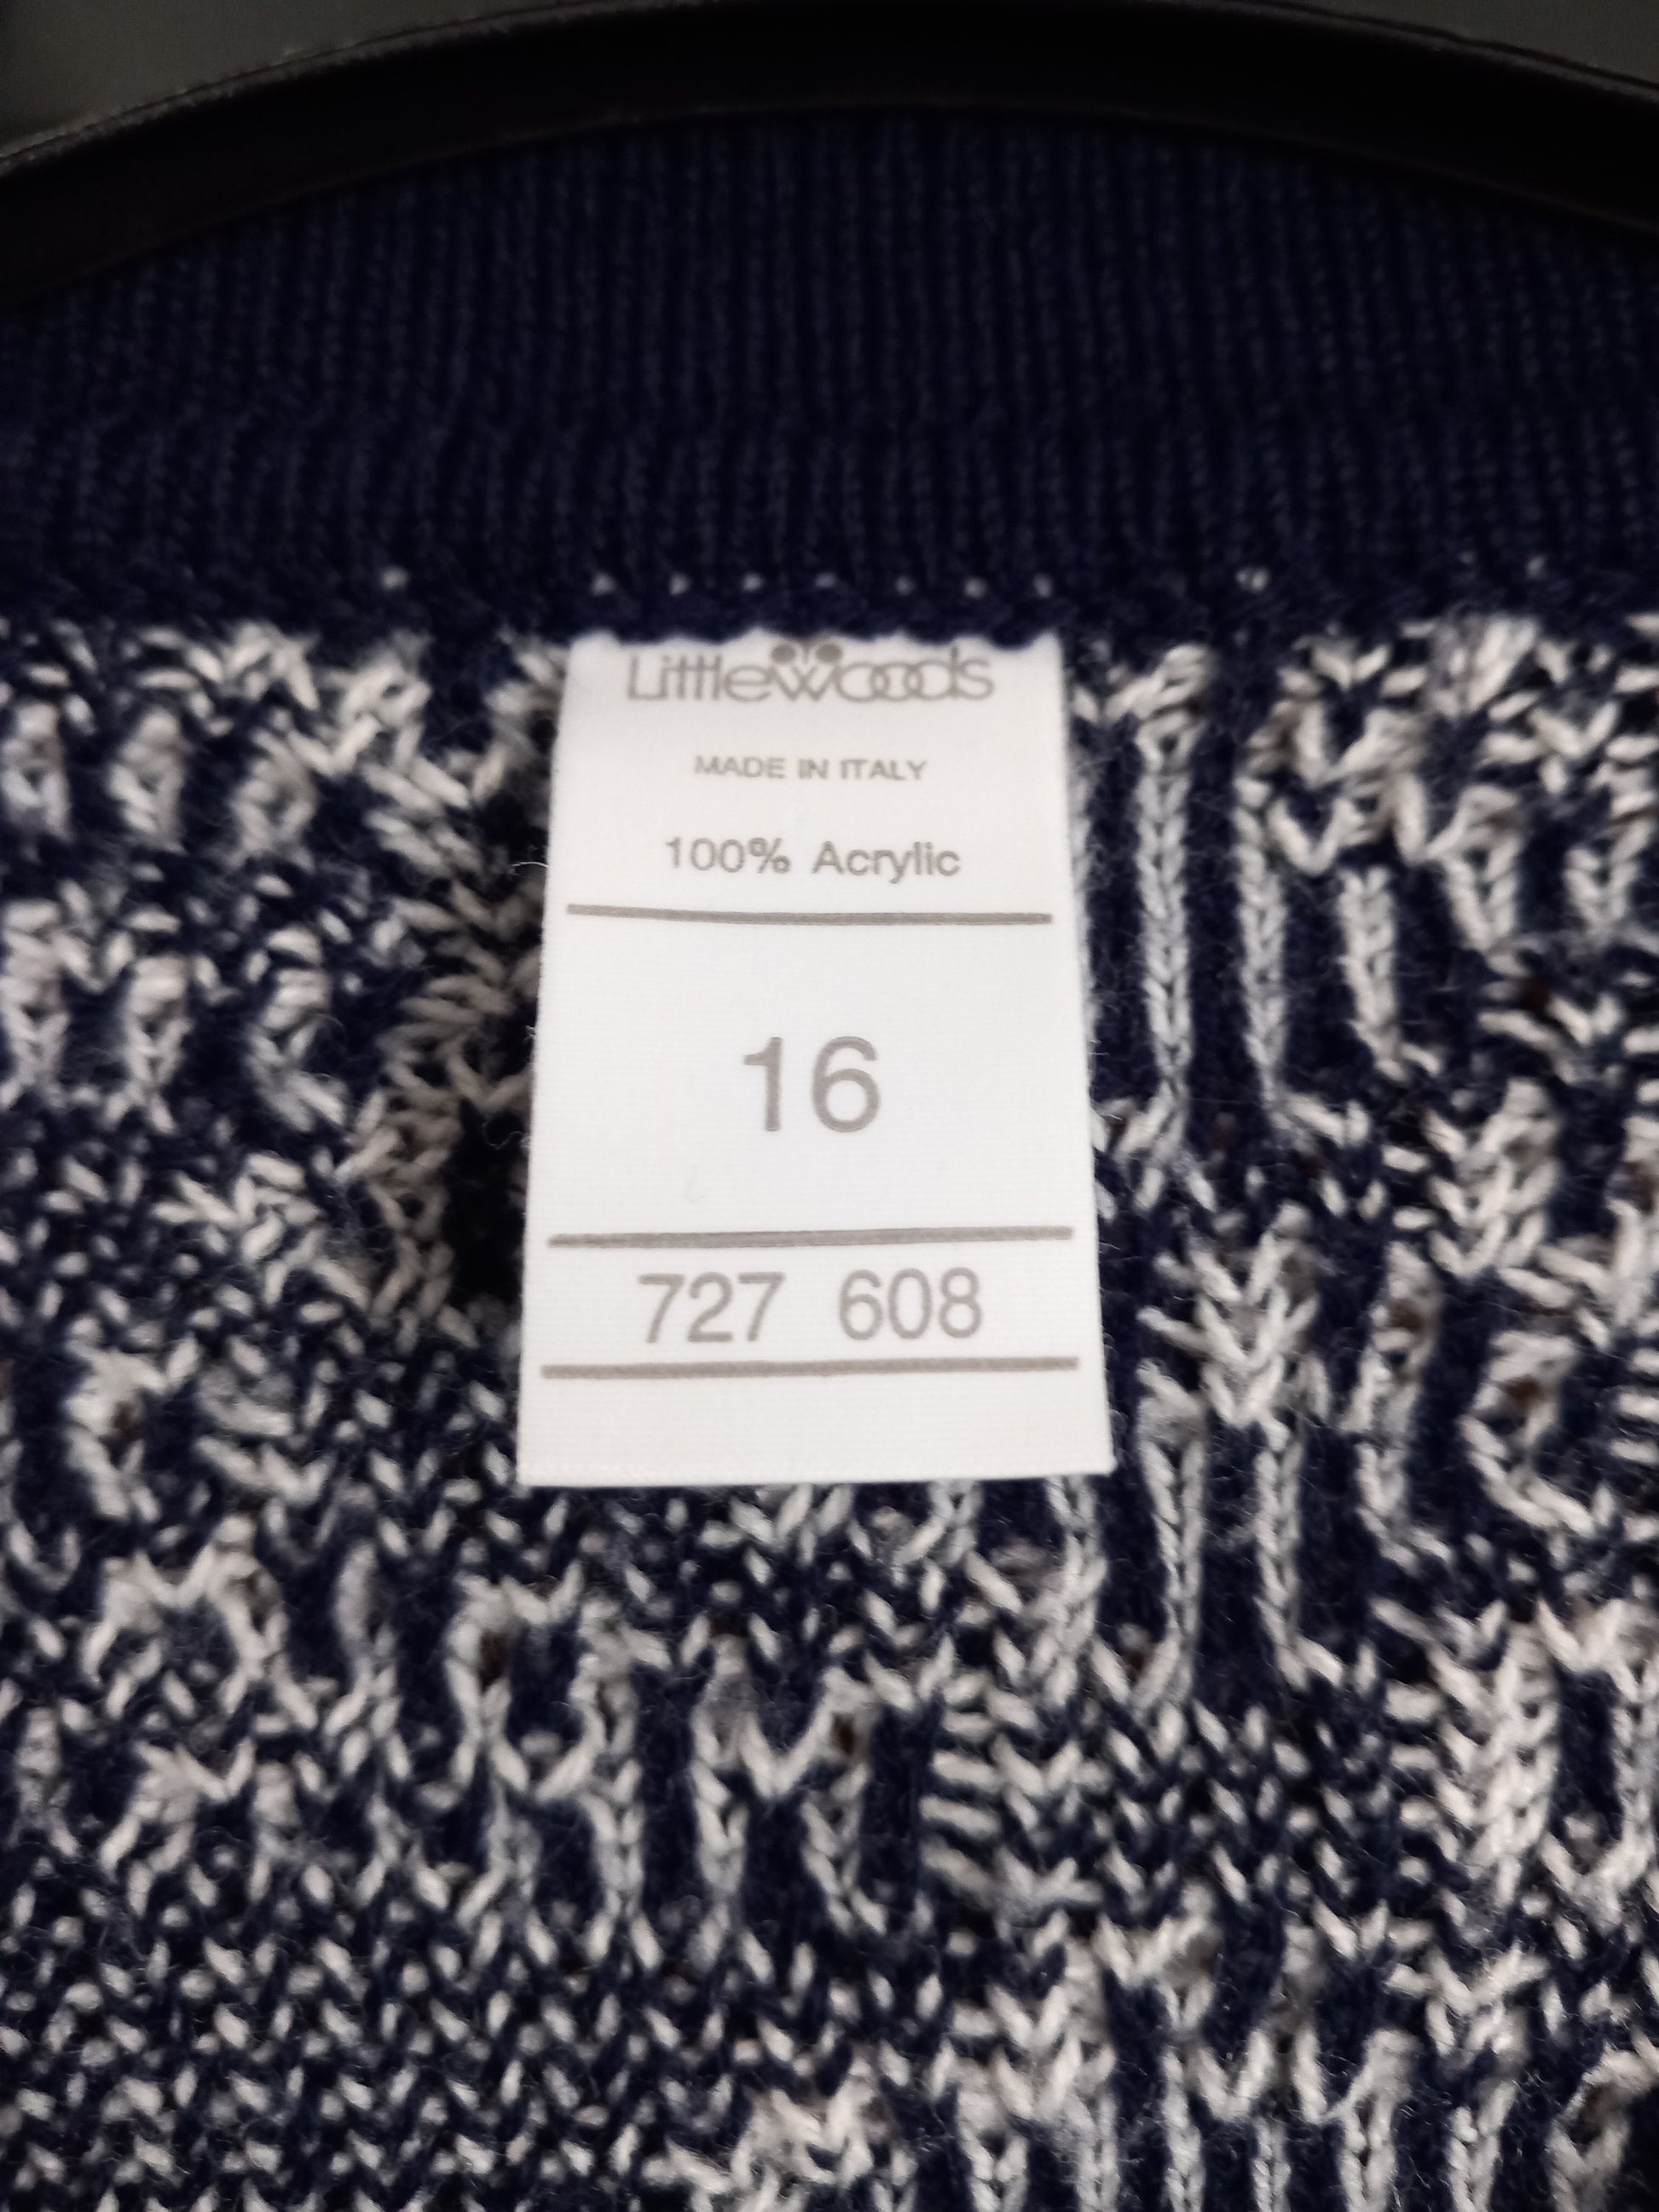 Littlewoods
MADE IN ITALY
100% Acrylic
16
727 608